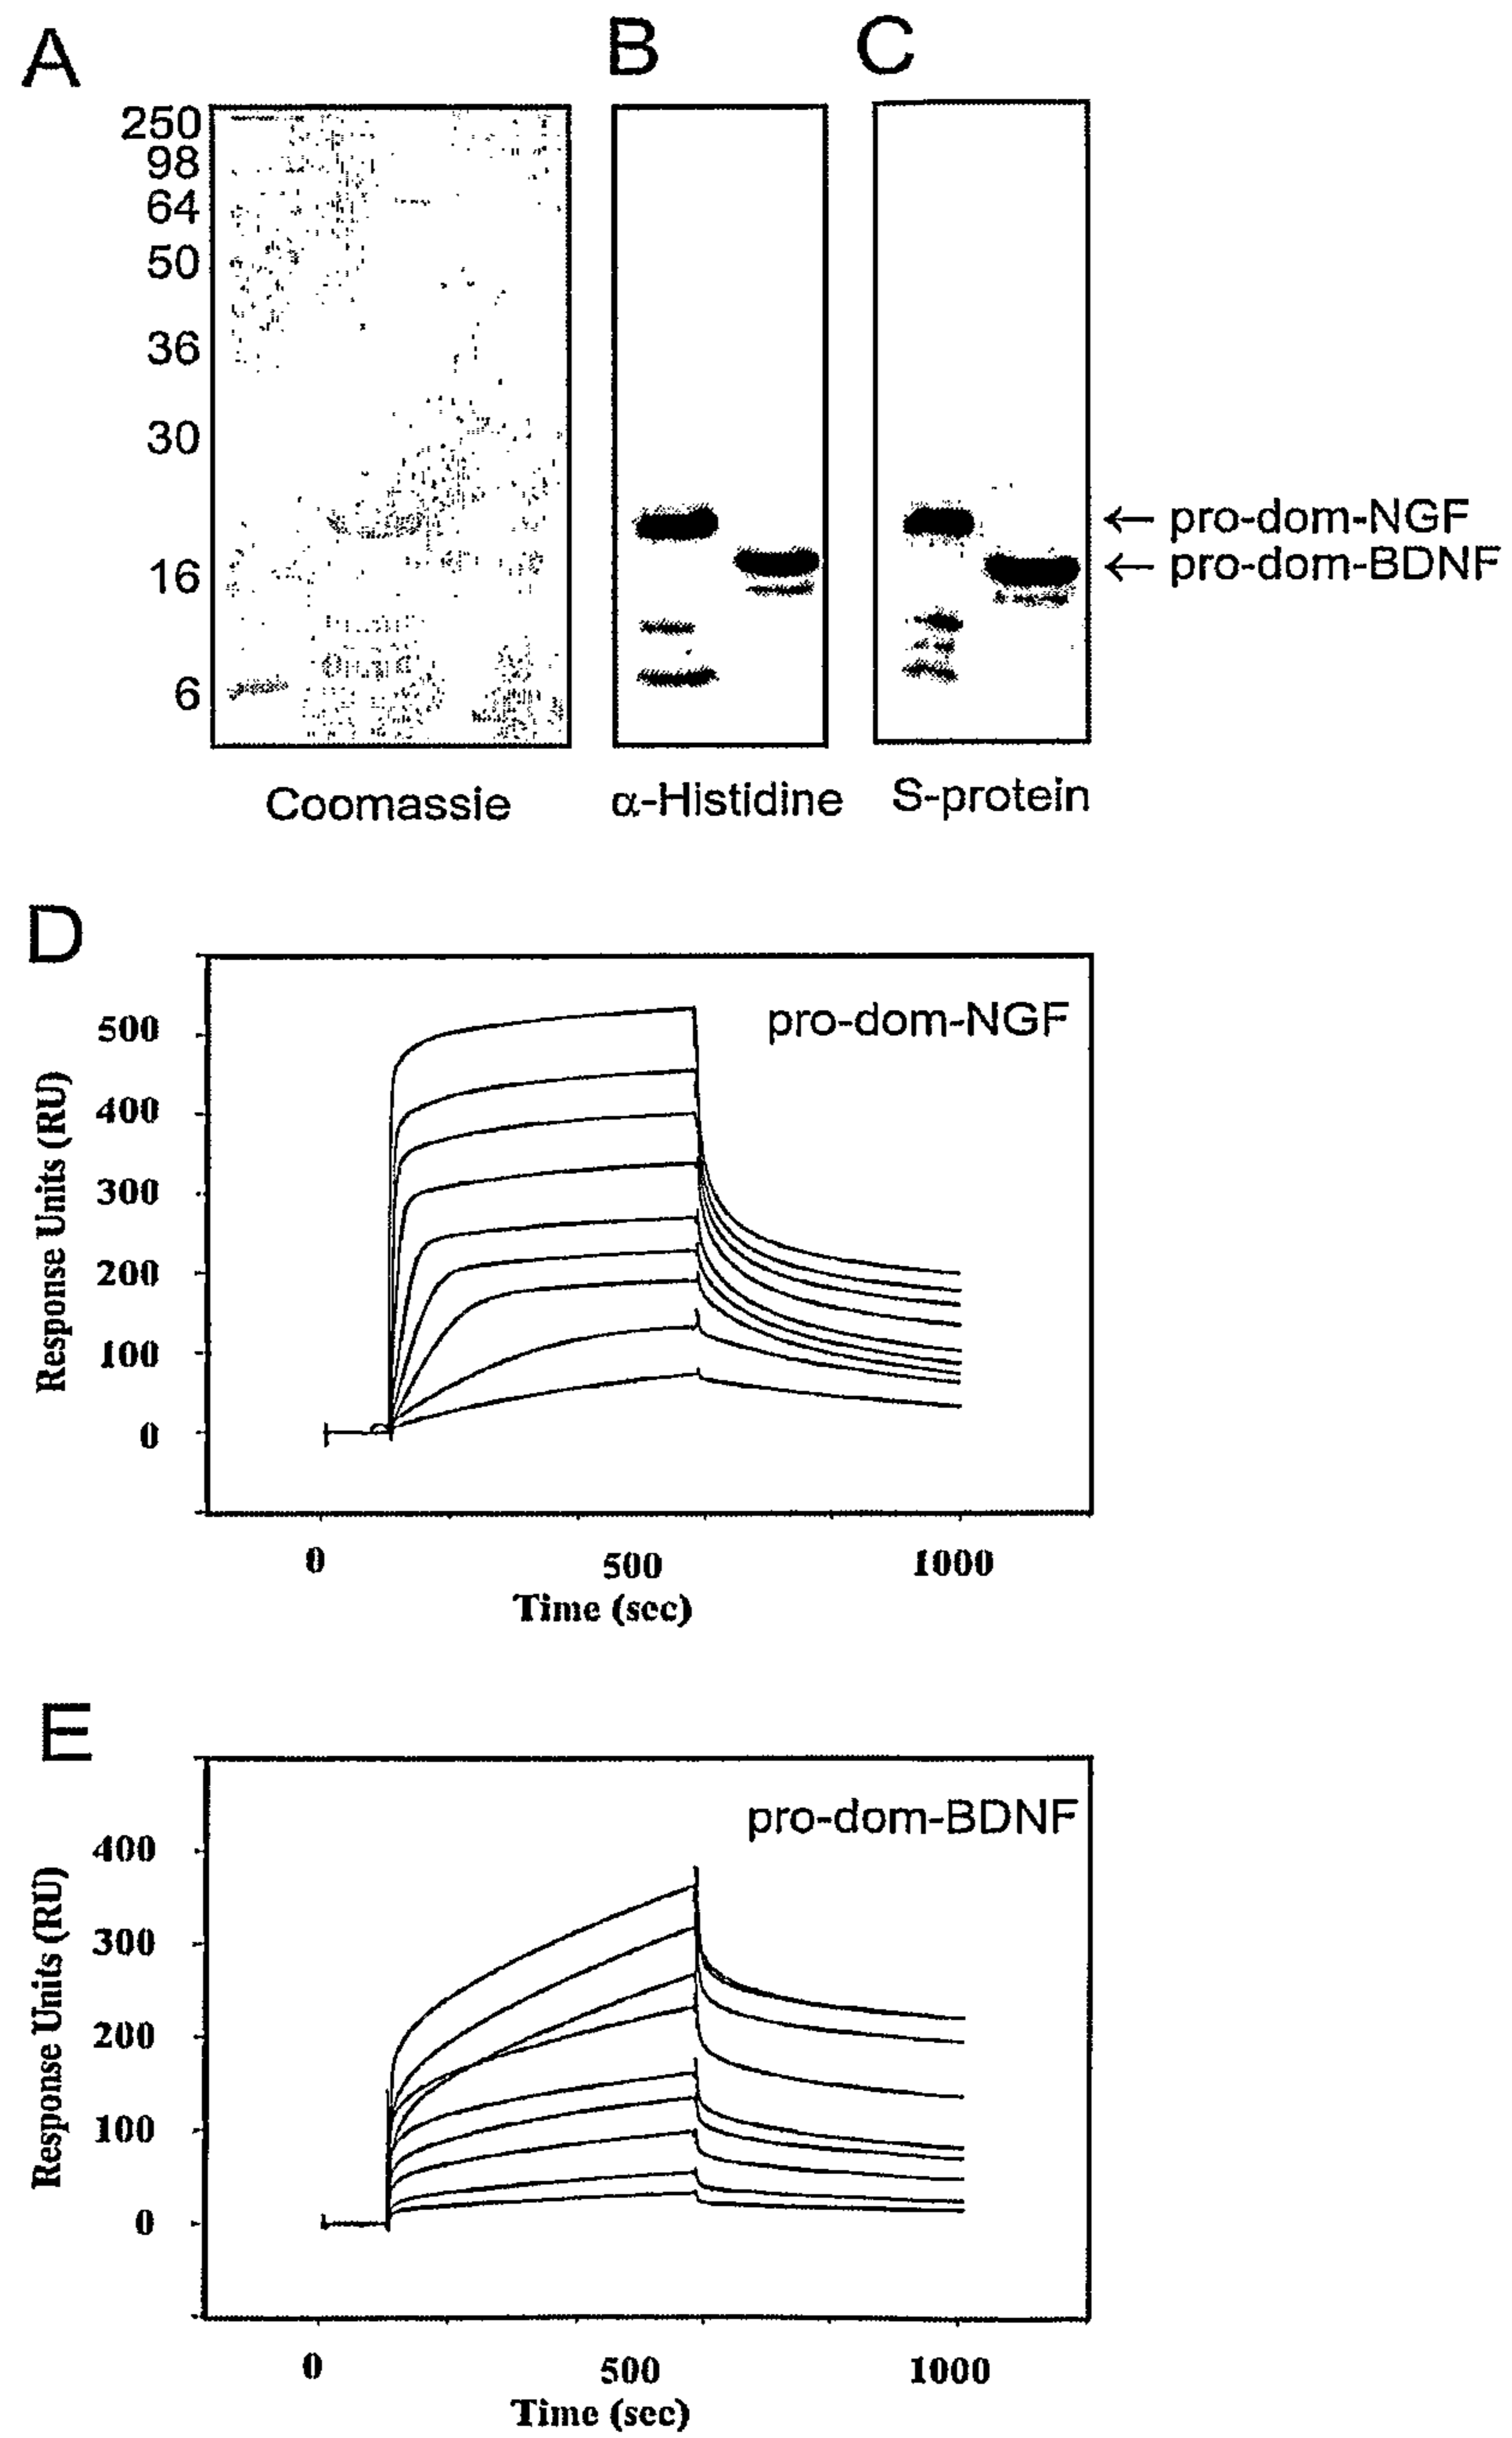 A
B
C
250
98
64
50
36
30
16
6
← pro-dom-NGF
← pro-dom-BDNF
Coomassie
α-Histidine
S-protein
D
pro-dom-NGF
Response Units (RU)
500
400
300
200
100
0
0
500
1000
Time (sec)
E
pro-dom-BDNF
Response Units (RU)
400
300
200
100
0
0
500
1000
Time (sec)